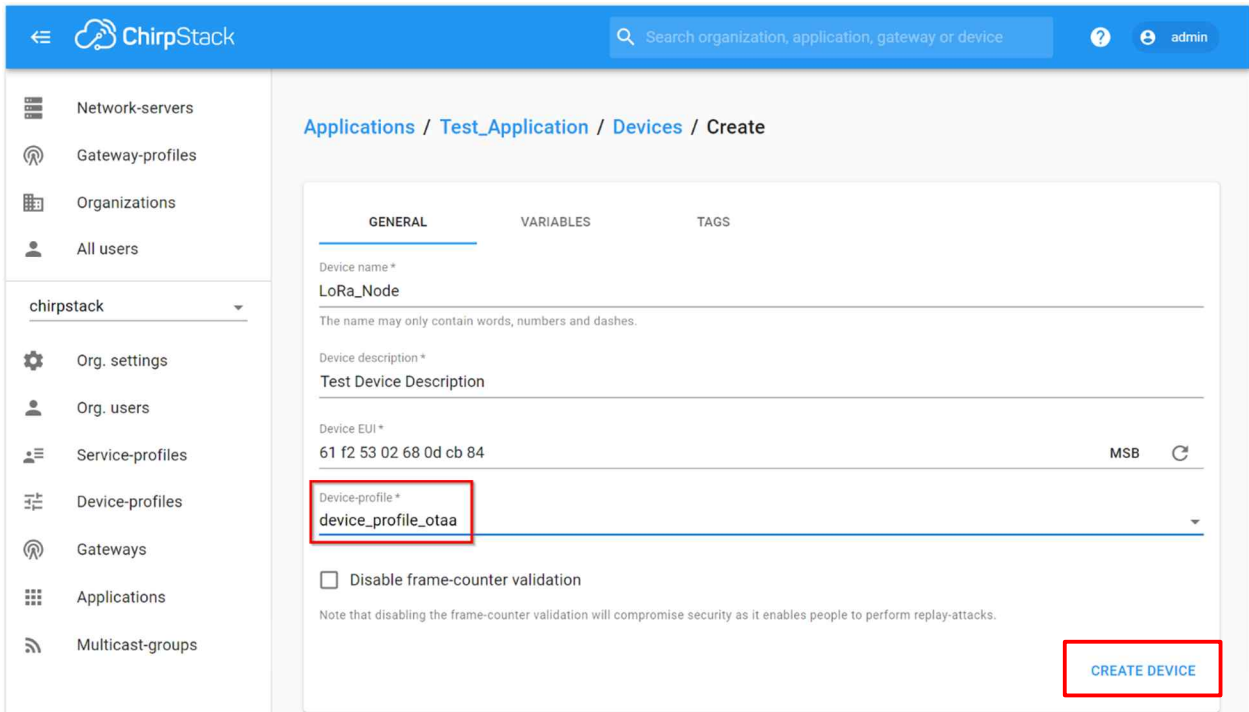 ChirpStack
Search organization, application, gateway or device
? admin
Network-servers
Gateway-profiles
Organizations
All users
chirpstack
Org. settings
Org. users
Service-profiles
Device-profiles
Gateways
Applications
Multicast-groups
Applications / Test_Application / Devices / Create
GENERAL VARIABLES TAGS
Device name *
LoRa_Node
The name may only contain words, numbers and dashes.
Device description *
Test Device Description
Device EUI *
61 f2 53 02 68 0d cb 84 MSB
Device-profile *
device_profile_otaa
Disable frame-counter validation
Note that disabling the frame-counter validation will compromise security as it enables people to perform replay-attacks.
CREATE DEVICE